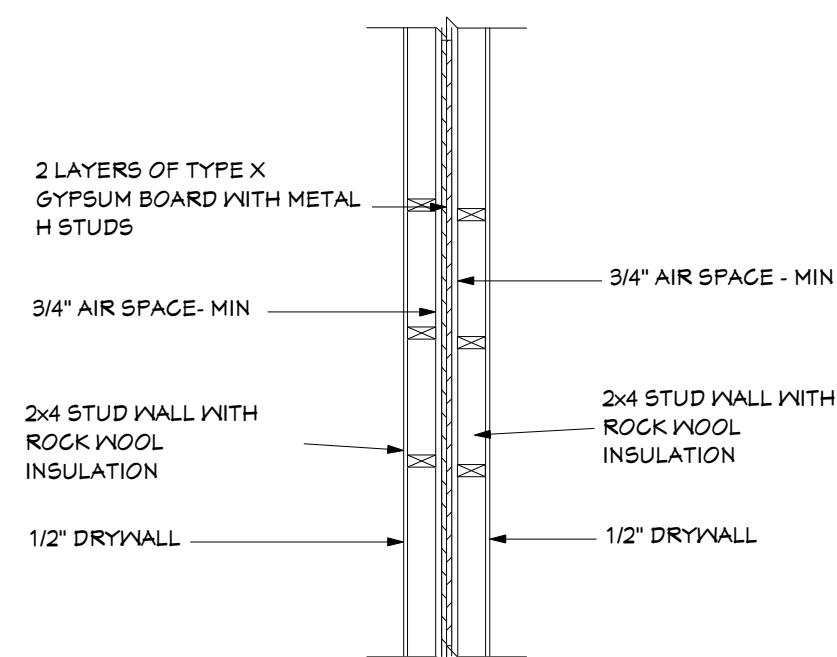 2 LAYERS OF TYPE X
GYPSUM BOARD WITH METAL
H STUDS
3/4" AIR SPACE- MIN
2x4 STUD WALL WITH
ROCK WOOL
INSULATION
1/2" DRYWALL
3/4" AIR SPACE - MIN
2x4 STUD WALL WITH
ROCK WOOL
INSULATION
1/2" DRYWALL